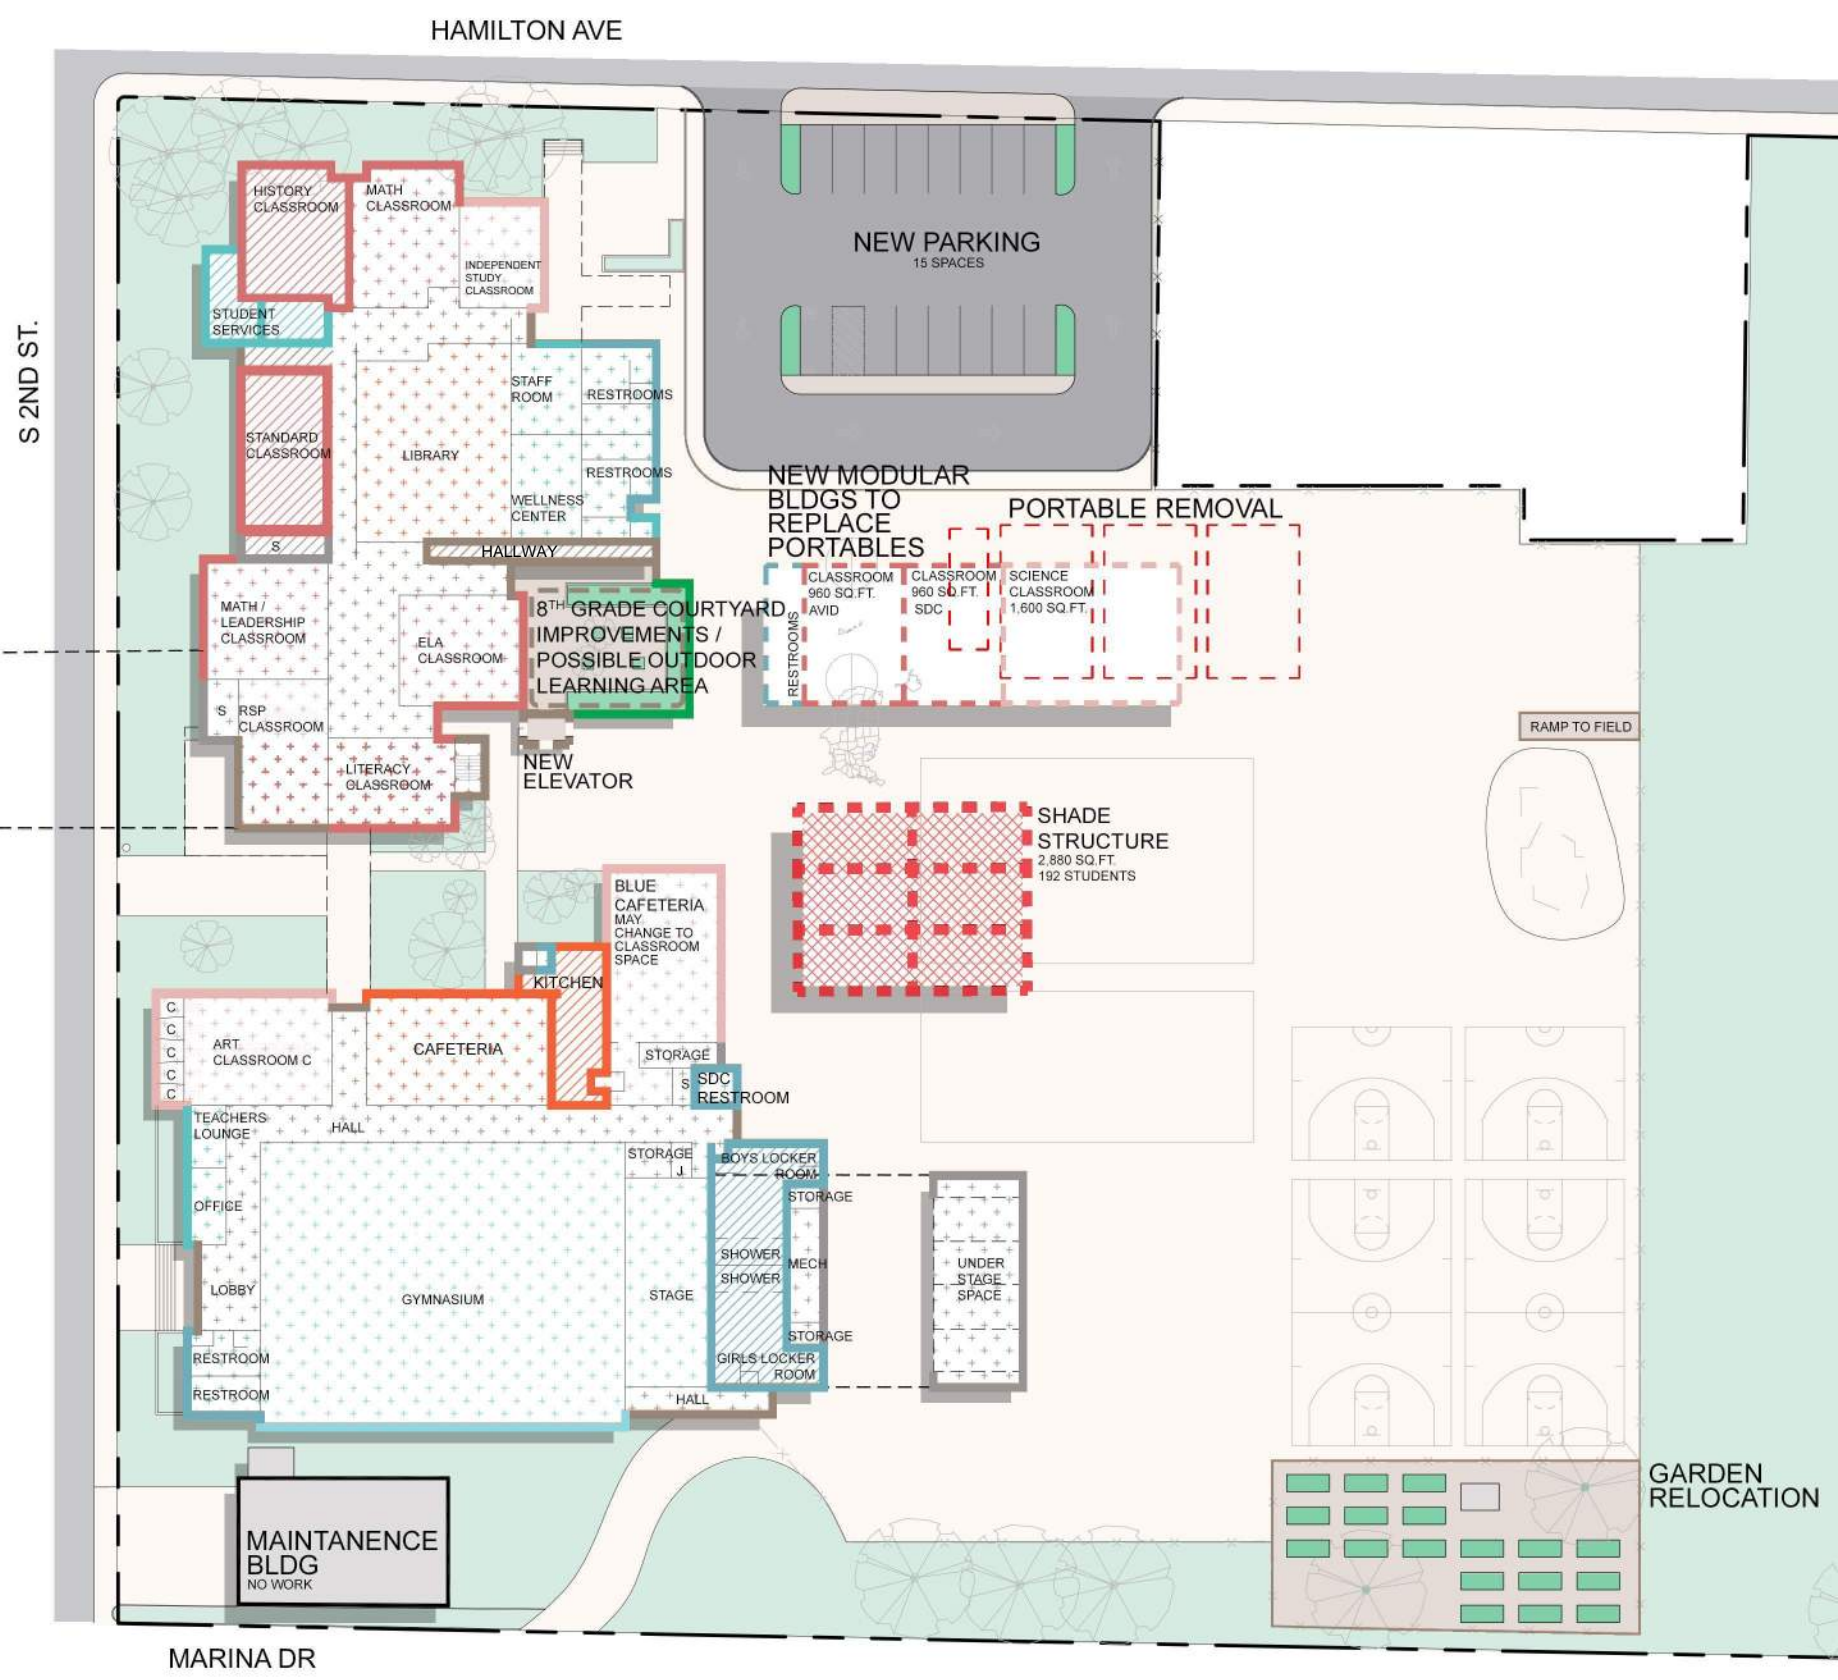 HAMILTON AVE
S 2ND ST.
HISTORY
CLASSROOM
MATH
CLASSROOM
INDEPENDENT
STUDY
CLASSROOM
STUDENT
SERVICES
NEW PARKING
15 SPACES
STAFF
ROOM
RESTROOMS
STANDARD
CLASSROOM
LIBRARY
RESTROOMS
WELLNESS
CENTER
S
HALLWAY
NEW MODULAR
BLDGS TO
REPLACE
PORTABLES
PORTABLE REMOVAL
RESTROOMS
CLASSROOM
960 SQ.FT.
AVID
CLASSROOM
960 SQ.FT.
SDC
SCIENCE
CLASSROOM
1,600 SQ.FT.
MATH /
LEADERSHIP
CLASSROOM
ELA
CLASSROOM
8TH GRADE COURTYARD
IMPROVEMENTS /
POSSIBLE OUTDOOR
LEARNING AREA
S
RSP
CLASSROOM
LITERACY
CLASSROOM
NEW
ELEVATOR
RAMP TO FIELD
SHADE
STRUCTURE
2,880 SQ.FT.
192 STUDENTS
BLUE
CAFETERIA
MAY
CHANGE TO
CLASSROOM
SPACE
KITCHEN
C
C
C
C
C
ART
CLASSROOM C
CAFETERIA
STORAGE
S
SDC
RESTROOM
TEACHERS
LOUNGE
HALL
STORAGE
J
BOYS LOCKER
ROOM
STORAGE
OFFICE
SHOWER
SHOWER
MECH
UNDER
STAGE
SPACE
LOBBY
GYMNASIUM
STAGE
STORAGE
RESTROOM
GIRLS LOCKER
ROOM
RESTROOM
HALL
GARDEN
RELOCATION
MAINTANENCE
BLDG
NO WORK
MARINA DR